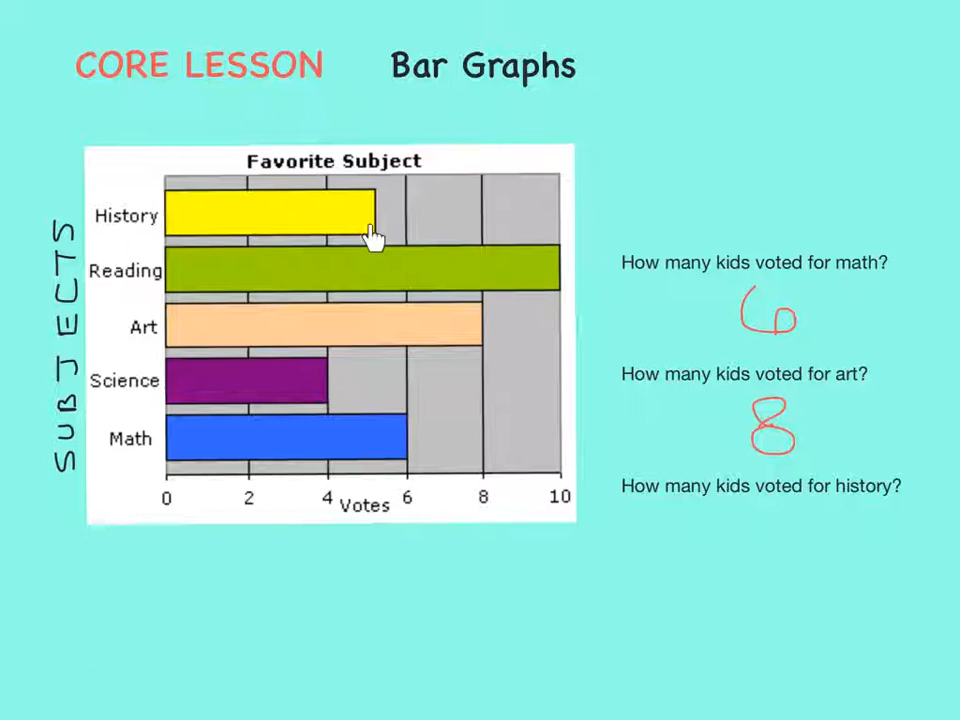 CORE LESSON Bar Graphs
Favorite Subject
SUBJECTS
History
Reading
Art
Science
Math
0 2 4 6 8 10
Votes
How many kids voted for math?
6
How many kids voted for art?
8
How many kids voted for history?